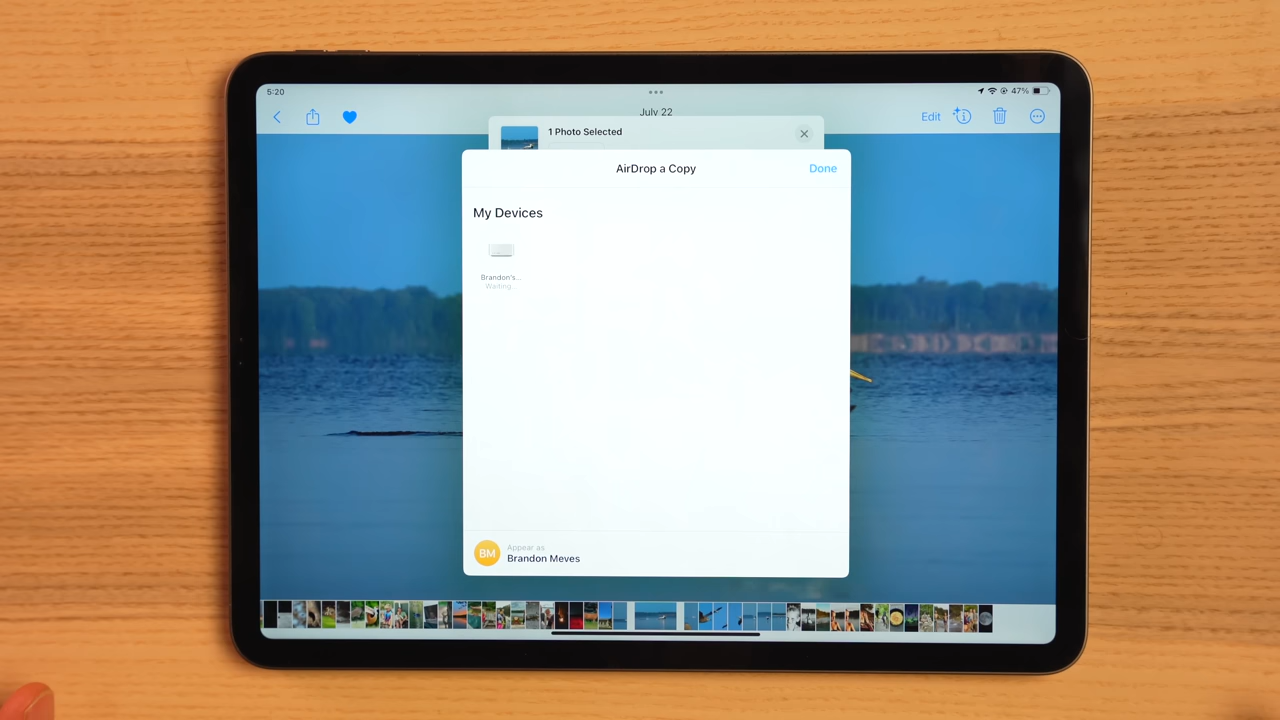 5:20
47%
July 22
Edit
1 Photo Selected
AirDrop a Copy
Done
My Devices
Brandon's...
Waiting...
BM
Appear as
Brandon Meves